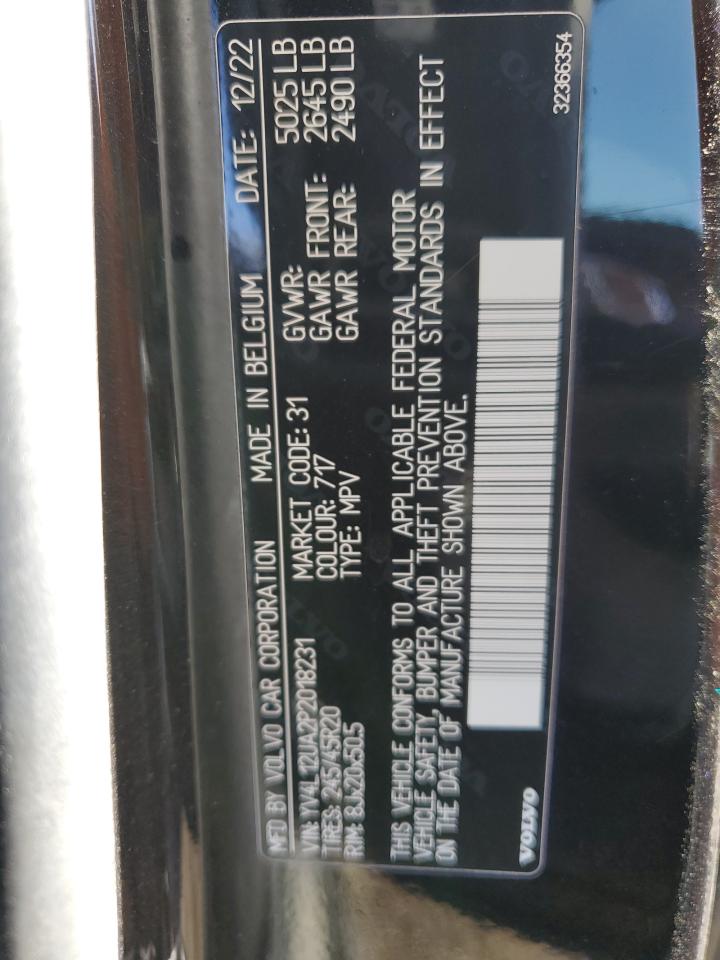 MFD BY VOLVO CAR CORPORATION MADE IN BELGIUM DATE: 12/22
VIN: YV4L12UA2P2018231 MARKET CODE: 31 GVWR: 5025 LB
TIRES: 245/45R20 COLOUR: 717 GAWR FRONT: 2645 LB
RIM: 8Jx20x50.5 TYPE: MPV GAWR REAR: 2490 LB
THIS VEHICLE CONFORMS TO ALL APPLICABLE FEDERAL MOTOR
VEHICLE SAFETY, BUMPER AND THEFT PREVENTION STANDARDS IN EFFECT
ON THE DATE OF MANUFACTURE SHOWN ABOVE.
VOLVO 32366354